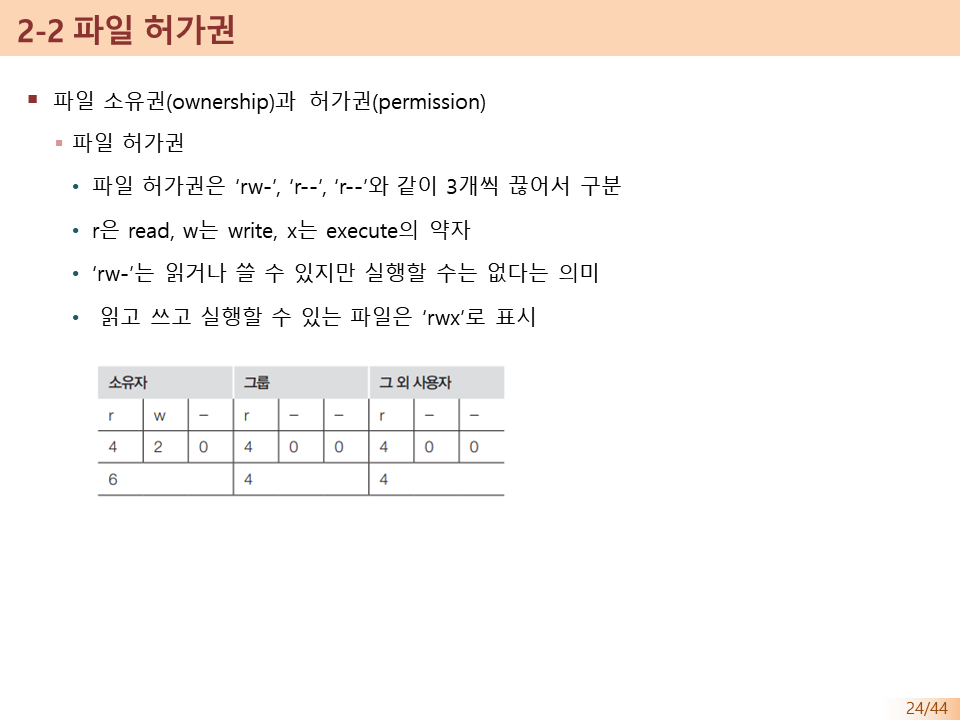 2-2 파일 허가권
▪ 파일 소유권(ownership)과 허가권(permission)
▪ 파일 허가권
• 파일 허가권은 ‘rw-’, ‘r--’, ‘r--’와 같이 3개씩 끊어서 구분
• r은 read, w는 write, x는 execute의 약자
• ‘rw-’는 읽거나 쓸 수 있지만 실행할 수는 없다는 의미
• 읽고 쓰고 실행할 수 있는 파일은 ‘rwx’로 표시
소유자 그룹 그 외 사용자
r w – r – – r – –
4 2 0 4 0 0 4 0 0
6 4 4
24/44